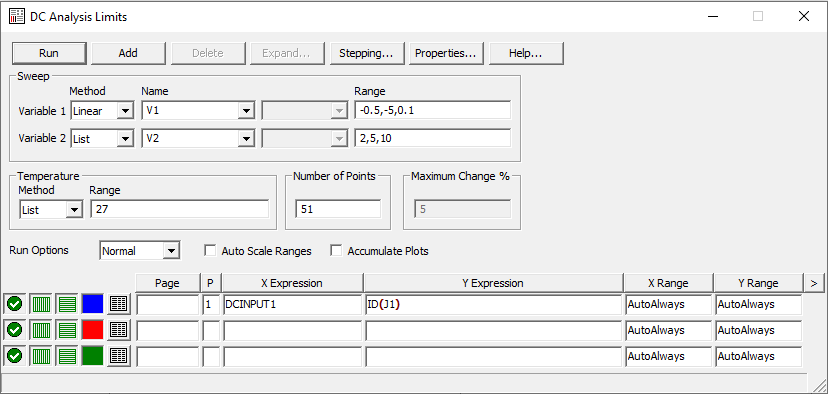 DC Analysis Limits
Run Add Delete Expand... Stepping... Properties... Help...
Sweep
Method Name Range
Variable 1 Linear V1 -0.5,-5,0.1
Variable 2 List V2 2,5,10
Temperature Number of Points Maximum Change %
Method Range
List 27 51 5
Run Options Normal Auto Scale Ranges Accumulate Plots
Page P X Expression Y Expression X Range Y Range >
1 DCINPUT1 ID(J1) AutoAlways AutoAlways
AutoAlways AutoAlways
AutoAlways AutoAlways